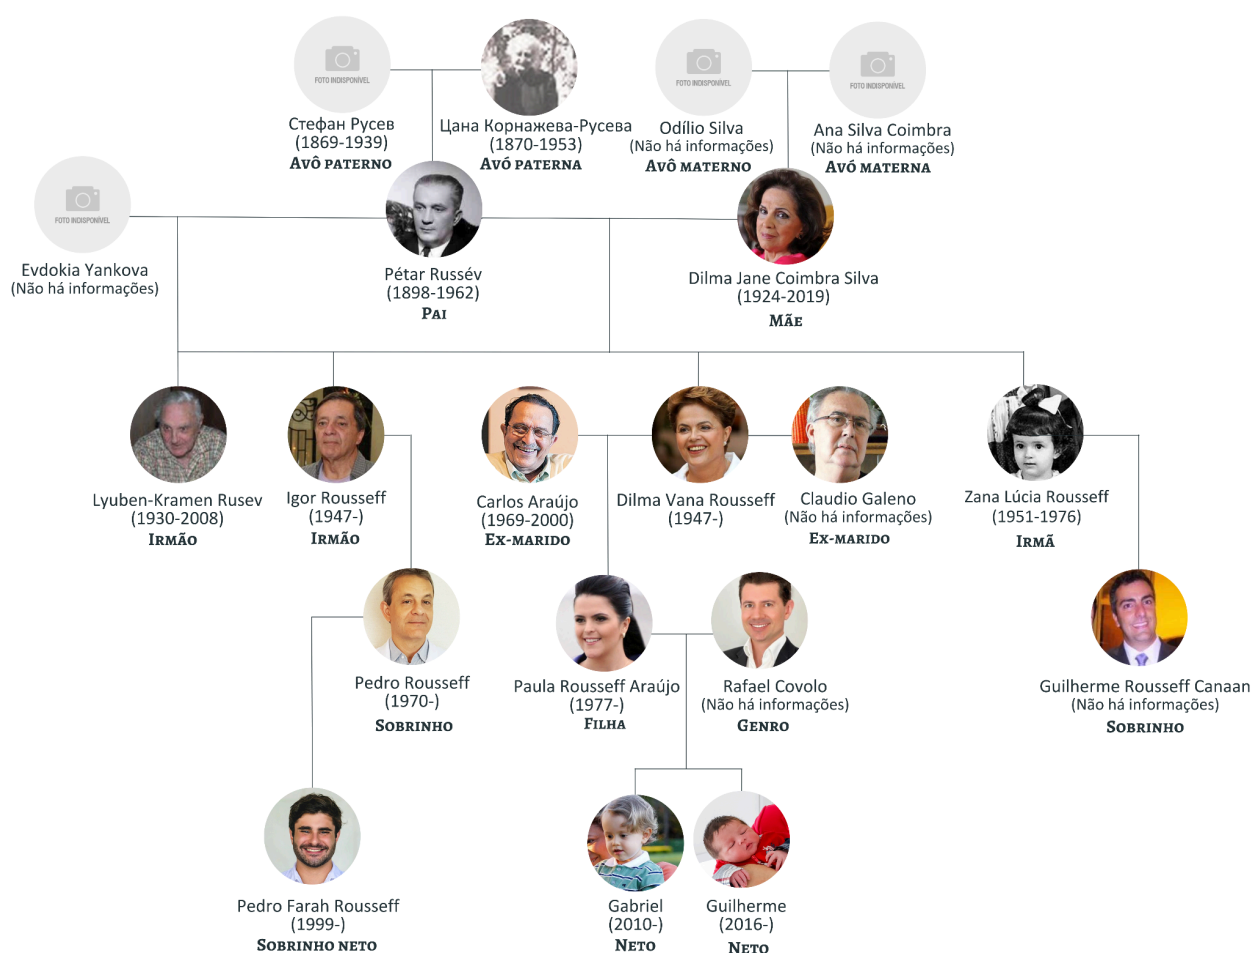 FOTO INDISPONÍVEL
Стефан Русев
(1869-1939)
Avô paterno
Цана Корнажева-Русева
(1870-1953)
Avó paterna
FOTO INDISPONÍVEL
Odílio Silva
(Não há informações)
Avô materno
FOTO INDISPONÍVEL
Ana Silva Coimbra
(Não há informações)
Avó materna
FOTO INDISPONÍVEL
Evdokia Yankova
(Não há informações)
Pétar Russév
(1898-1962)
Pai
Dilma Jane Coimbra Silva
(1924-2019)
Mãe
Lyuben-Kramen Rusev
(1930-2008)
Irmão
Igor Rousseff
(1947-)
Irmão
Carlos Araújo
(1969-2000)
Ex-marido
Dilma Vana Rousseff
(1947-)
Claudio Galeno
(Não há informações)
Ex-marido
Zana Lúcia Rousseff
(1951-1976)
Irmã
Pedro Rousseff
(1970-)
Sobrinho
Paula Rousseff Araújo
(1977-)
Filha
Rafael Covolo
(Não há informações)
Genro
Guilherme Rousseff Canaan
(Não há informações)
Sobrinho
Pedro Farah Rousseff
(1999-)
Sobrinho neto
Gabriel
(2010-)
Neto
Guilherme
(2016-)
Neto